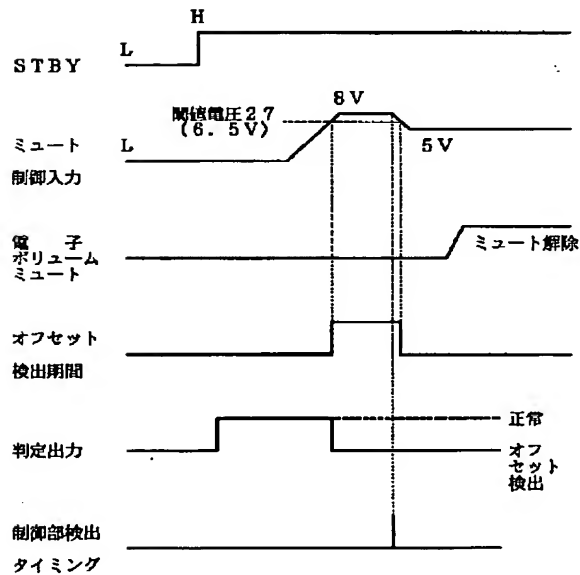 H
L
STBY
8V
閾値電圧27
(6.5V)
ミュート
制御入力
L
5V
電 子
ボリューム
ミュート
ミュート解除
オフセット
検出期間
判定出力
正常
オフ
セット
検出
制御部検出
タイミング